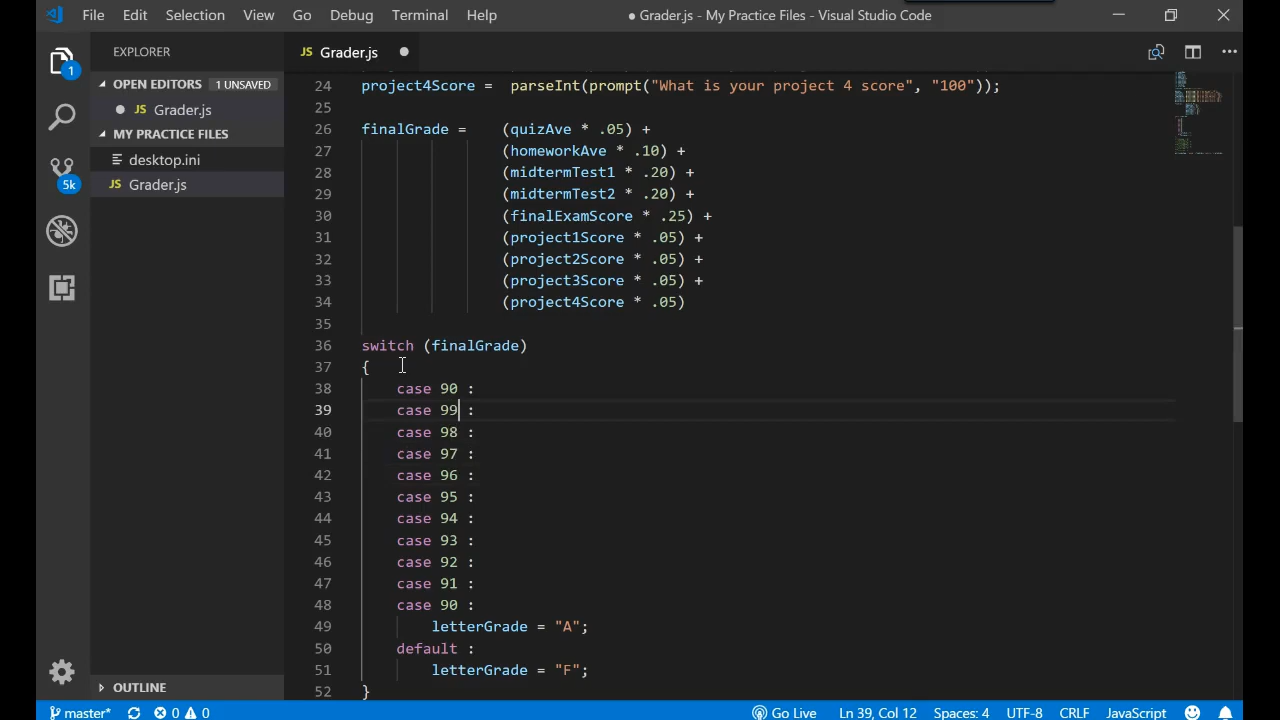 File Edit Selection View Go Debug Terminal Help ● Grader.js - My Practice Files - Visual Studio Code
EXPLORER
JS Grader.js ●
OPEN EDITORS 1 UNSAVED
● JS Grader.js
MY PRACTICE FILES
desktop.ini
JS Grader.js
1
5k
24 project4Score = parseInt(prompt("What is your project 4 score", "100"));
25
26 finalGrade = (quizAve * .05) +
27 (homeworkAve * .10) +
28 (midtermTest1 * .20) +
29 (midtermTest2 * .20) +
30 (finalExamScore * .25) +
31 (project1Score * .05) +
32 (project2Score * .05) +
33 (project3Score * .05) +
34 (project4Score * .05)
35
36 switch (finalGrade)
37 {
38 case 90 :
39 case 99 :
40 case 98 :
41 case 97 :
42 case 96 :
43 case 95 :
44 case 94 :
45 case 93 :
46 case 92 :
47 case 91 :
48 case 90 :
49 letterGrade = "A";
50 default :
51 letterGrade = "F";
52 }
OUTLINE
master* 0 0 Go Live Ln 39, Col 12 Spaces: 4 UTF-8 CRLF JavaScript